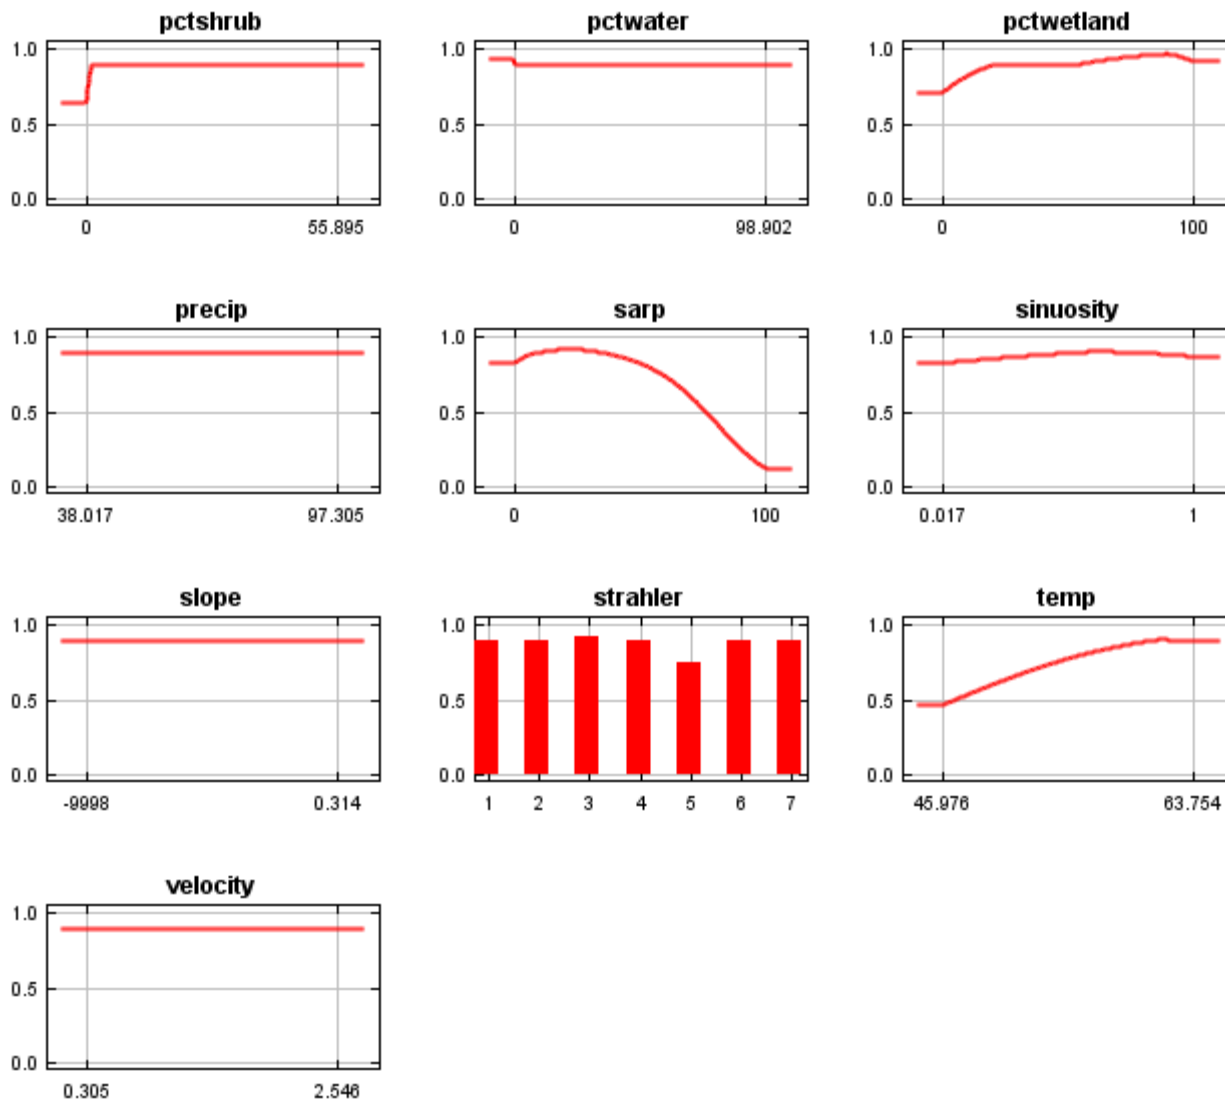 pctshrub pctwater pctwetland
1.0 1.0 1.0
0.5 0.5 0.5
0.0 0.0 0.0
0 55.895 0 98.902 0 100
precip sarp sinuosity
1.0 1.0 1.0
0.5 0.5 0.5
0.0 0.0 0.0
38.017 97.305 0 100 0.017 1
slope strahler temp
1.0 1.0 1.0
0.5 0.5 0.5
0.0 0.0 0.0
-9998 0.314 1 2 3 4 5 6 7 45.976 63.754
velocity
1.0
0.5
0.0
0.305 2.546